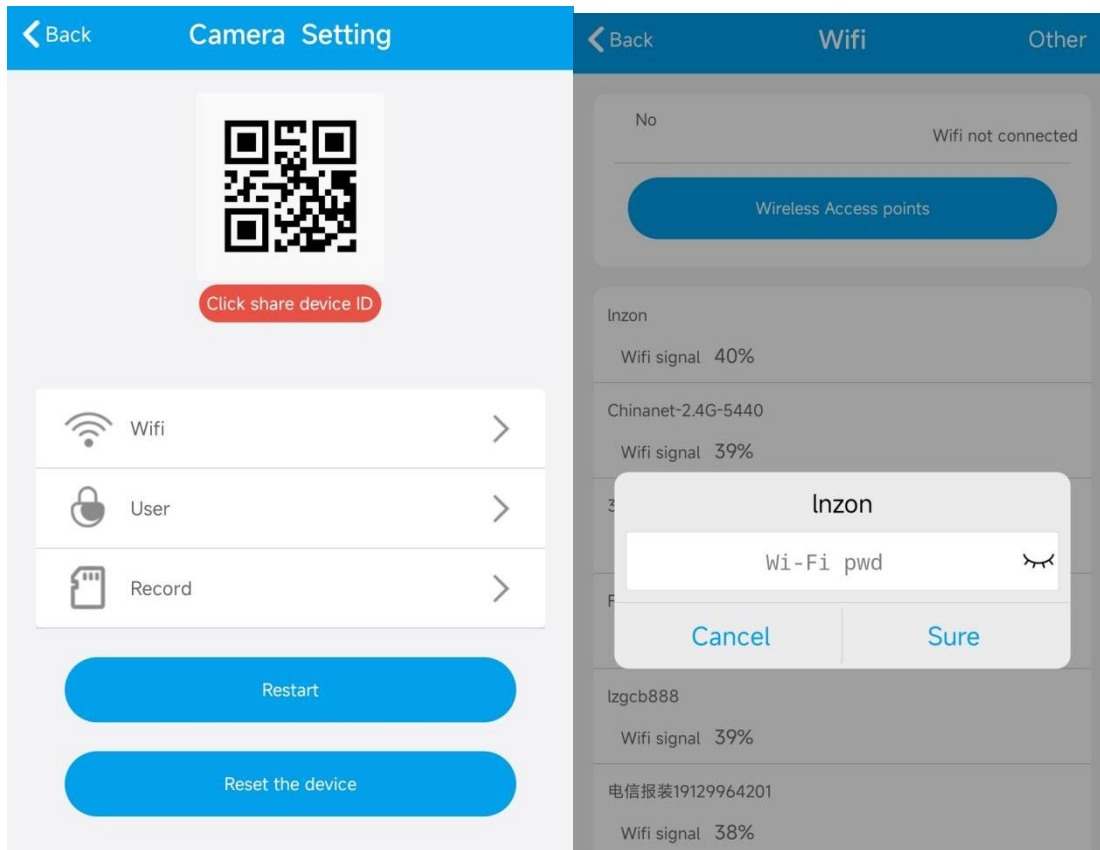 Back
Camera Setting
Click share device ID
Wifi
User
Record
Restart
Reset the device
Back
Wifi
Other
No
Wifi not connected
Wireless Access points
lnzon
Wifi signal 40%
Chinanet-2.4G-5440
Wifi signal 39%
lnzon
Wi-Fi pwd
Cancel
Sure
lzgcb888
Wifi signal 39%
电信报装19129964201
Wifi signal 38%